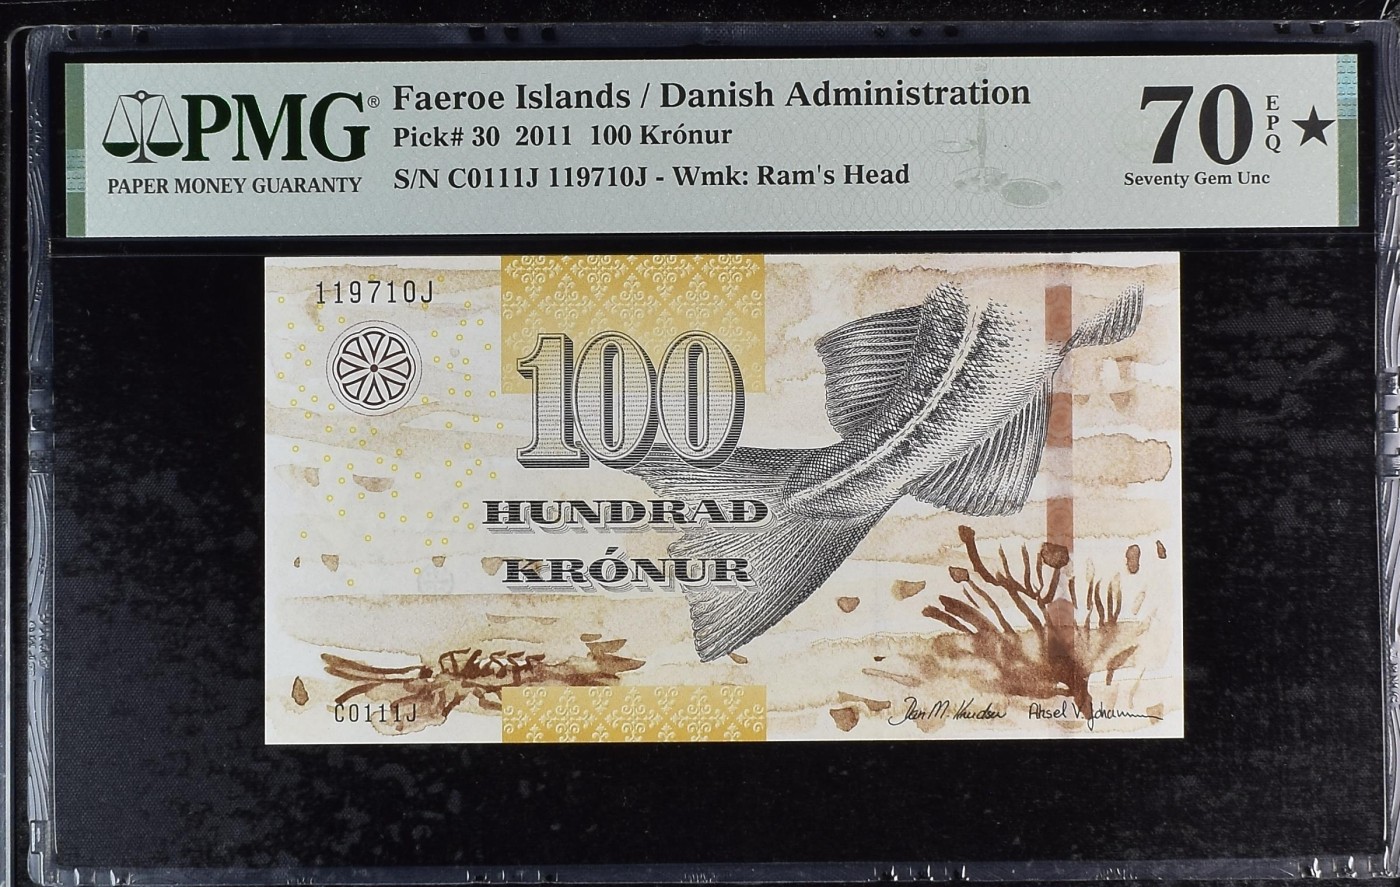 PMG®
PAPER MONEY GUARANTY
Faeroe Islands / Danish Administration
Pick# 30 2011 100 Krónur
S/N C0111J 119710J - Wmk: Ram's Head
70
EPQ
★
Seventy Gem Unc
119710J
100
HUNDRAÐ
KRÓNUR
C0111J